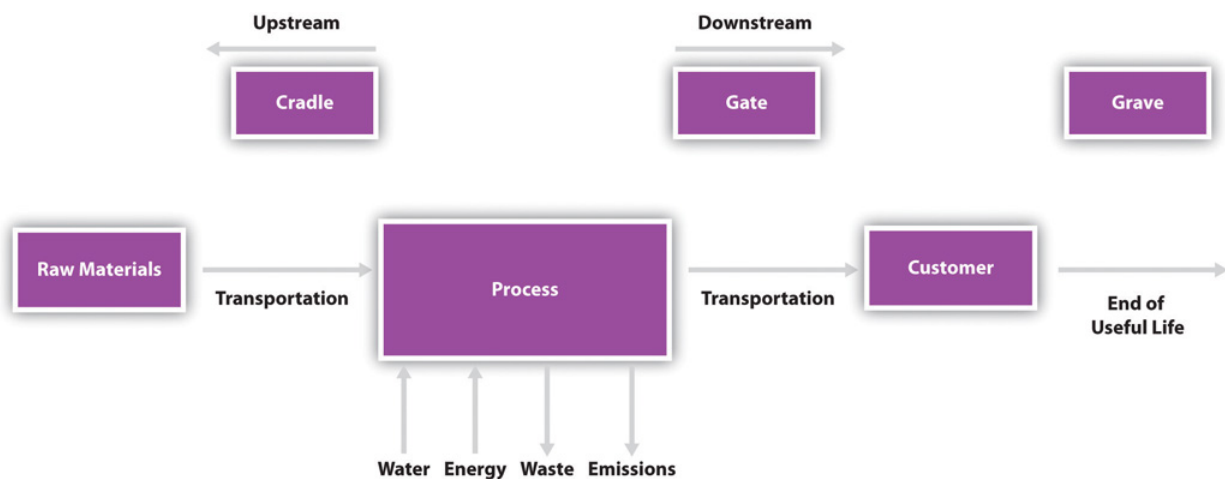 Upstream
Downstream
Cradle
Gate
Grave
Raw Materials
Transportation
Process
Transportation
Customer
End of
Useful Life
Water
Energy
Waste
Emissions